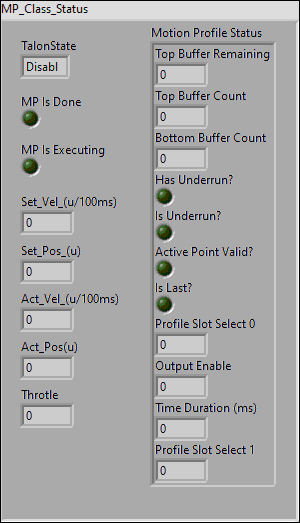 MP_Class_Status
TalonState
Disabl
MP Is Done
MP Is Executing
Set_Vel_(u/100ms)
0
Set_Pos_(u)
0
Act_Vel_(u/100ms)
0
Act_Pos(u)
0
Throtle
0
Motion Profile Status
Top Buffer Remaining
0
Top Buffer Count
0
Bottom Buffer Count
0
Has Underrun?
Is Underrun?
Active Point Valid?
Is Last?
Profile Slot Select 0
0
Output Enable
0
Time Duration (ms)
0
Profile Slot Select 1
0